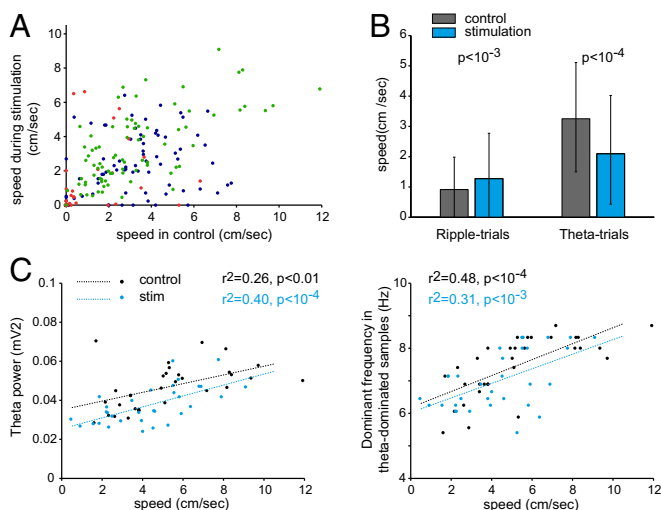 A
speed during stimulation
(cm/sec)
10
8
6
4
2
0
0 2 4 6 8 10 12
speed in control (cm/sec)
B
control
stimulation
p<10-3 p<10-4
speed(cm /sec)
6
5
4
3
2
1
0
Ripple-trials Theta-trials
C
control
stim
r2=0.26, p<0.01
r2=0.40, p<10-4
Theta power (mV2)
0.1
0.08
0.06
0.04
0.02
0
0 2 4 6 8 10 12
speed (cm/sec)
r2=0.48, p<10-4
r2=0.31, p<10-3
Dominant frequency in
theta-dominated samples (Hz)
10
8
6
4
0 2 4 6 8 10 12
speed (cm/sec)